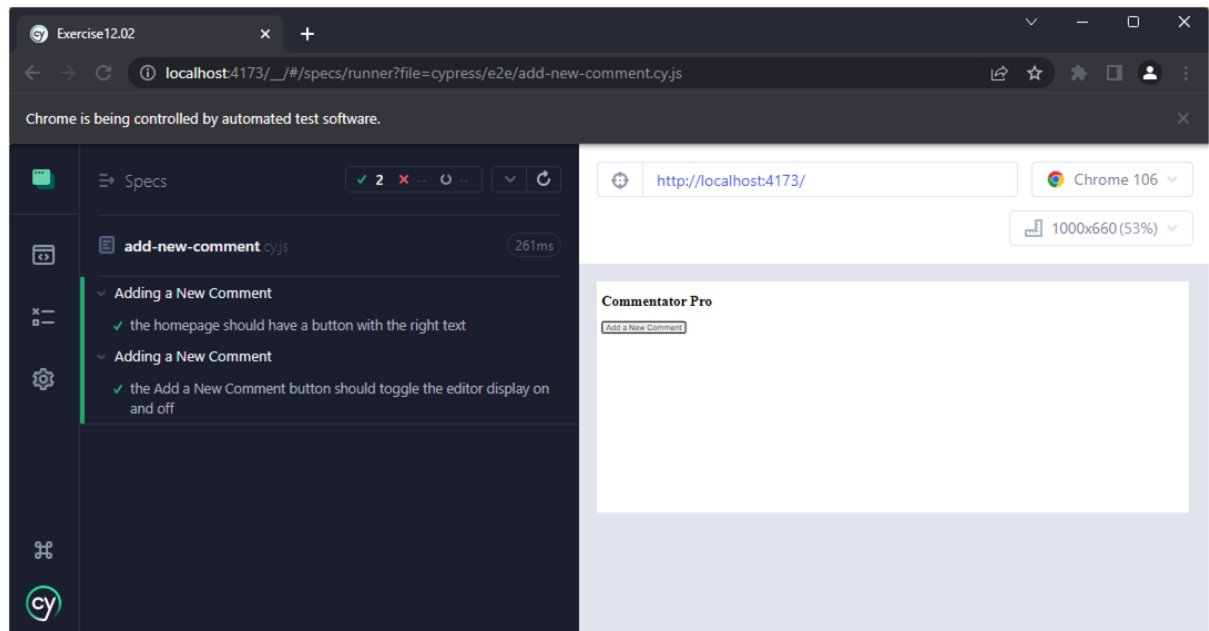 cy Exercise12.02
localhost:4173/__/#/specs/runner?file=cypress/e2e/add-new-comment.cy.js
Chrome is being controlled by automated test software.
Specs
2 -- --
http://localhost:4173/
Chrome 106
1000x660 (53%)
add-new-comment.cy.js
261ms
Adding a New Comment
the homepage should have a button with the right text
Adding a New Comment
the Add a New Comment button should toggle the editor display on
and off
Commentator Pro
Add a New Comment
cy